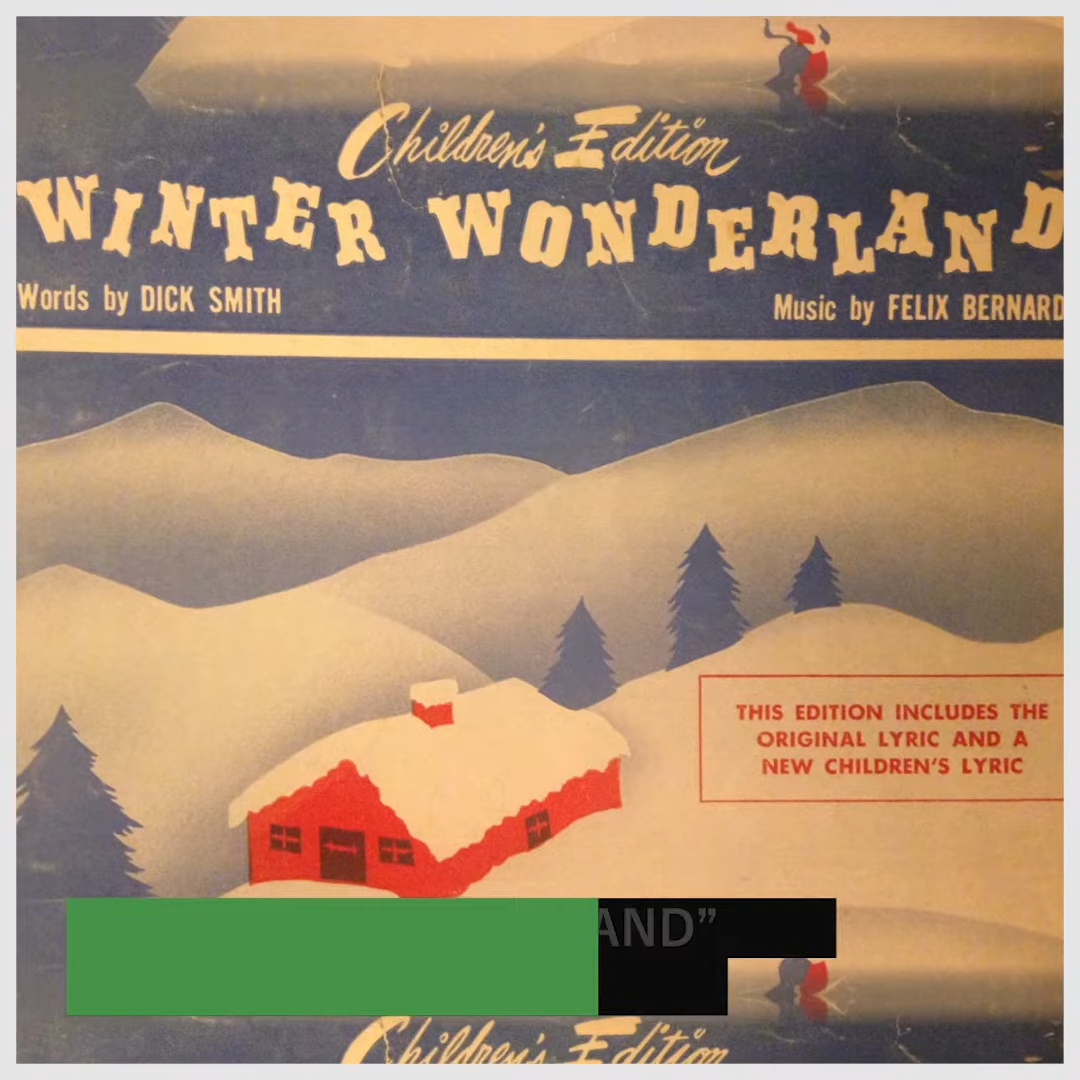 Children's Edition
WINTER WONDERLAND
Words by DICK SMITH
Music by FELIX BERNARD
THIS EDITION INCLUDES THE
ORIGINAL LYRIC AND A
NEW CHILDREN'S LYRIC
AND”
Children's Edition